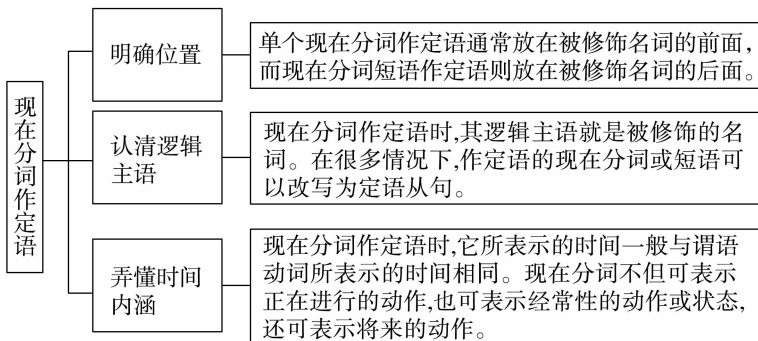 现在分词作定语
明确位置
单个现在分词作定语通常放在被修饰名词的前面,
而现在分词短语作定语则放在被修饰名词的后面。
认清逻辑
主语
现在分词作定语时,其逻辑主语就是被修饰的名
词。在很多情况下,作定语的现在分词或短语可
以改写为定语从句。
弄懂时间
内涵
现在分词作定语时,它所表示的时间一般与谓语
动词所表示的时间相同。现在分词不但可表示
正在进行的动作,也可表示经常性的动作或状态,
还可表示将来的动作。